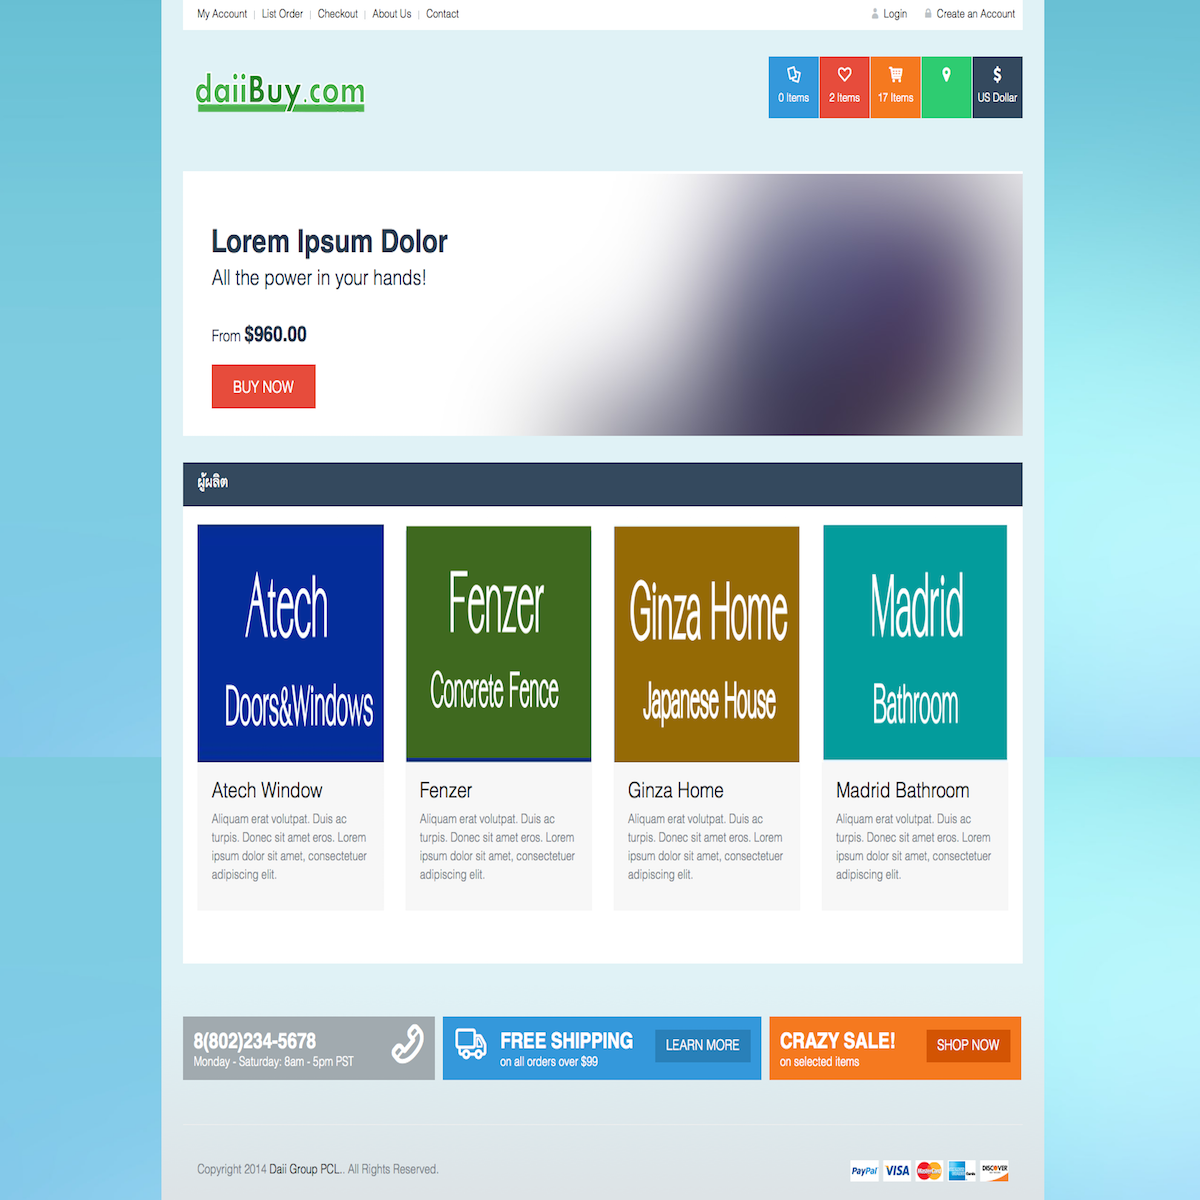 My Account | List Order | Checkout | About Us | Contact
Login Create an Account
daiiBuy.com
0 Items
2 Items
17 Items
US Dollar
Lorem Ipsum Dolor
All the power in your hands!
From $960.00
BUY NOW
ผู้ผลิต
Atech
Doors&Windows
Fenzer
Concrete Fence
Ginza Home
Japanese House
Madrid
Bathroom
Atech Window
Aliquam erat volutpat. Duis ac
turpis. Donec sit amet eros. Lorem
ipsum dolor sit amet, consectetuer
adipiscing elit.
Fenzer
Aliquam erat volutpat. Duis ac
turpis. Donec sit amet eros. Lorem
ipsum dolor sit amet, consectetuer
adipiscing elit.
Ginza Home
Aliquam erat volutpat. Duis ac
turpis. Donec sit amet eros. Lorem
ipsum dolor sit amet, consectetuer
adipiscing elit.
Madrid Bathroom
Aliquam erat volutpat. Duis ac
turpis. Donec sit amet eros. Lorem
ipsum dolor sit amet, consectetuer
adipiscing elit.
8(802)234-5678
Monday - Saturday: 8am - 5pm PST
FREE SHIPPING
on all orders over $99
LEARN MORE
CRAZY SALE!
on selected items
SHOP NOW
Copyright 2014 Daii Group PCL.. All Rights Reserved.
PayPal VISA MasterCard DISCOVER